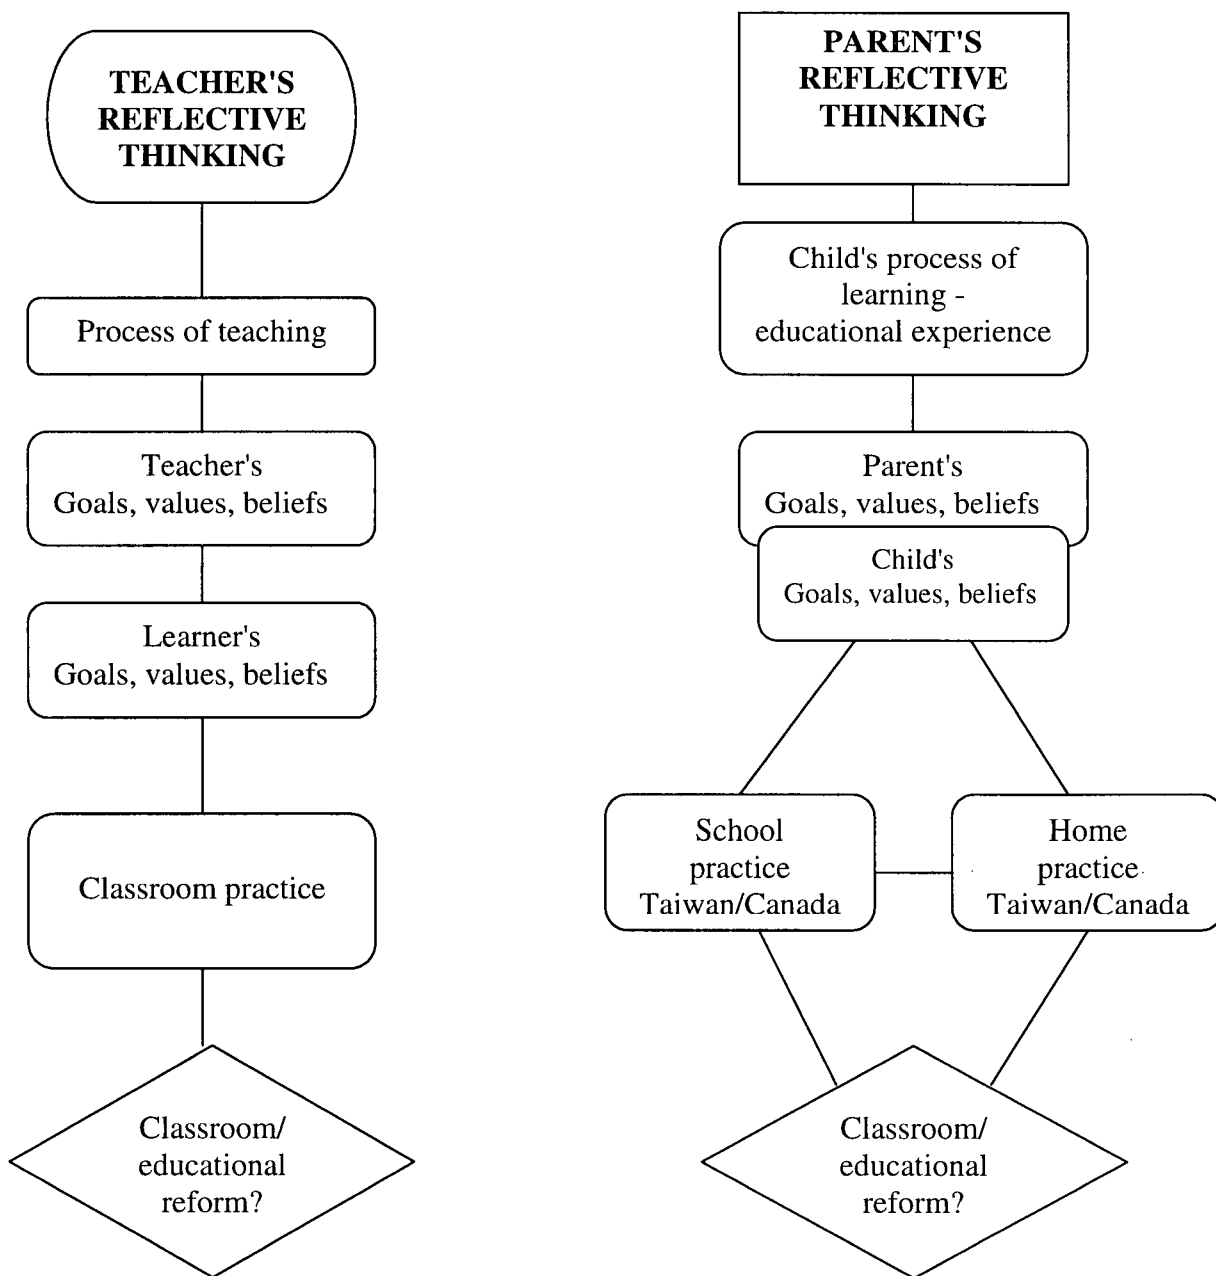 TEACHER'S
REFLECTIVE
THINKING
Process of teaching
Teacher's
Goals, values, beliefs
Learner's
Goals, values, beliefs
Classroom practice
Classroom/
educational
reform?
PARENT'S
REFLECTIVE
THINKING
Child's process of
learning -
educational experience
Parent's
Goals, values, beliefs
Child's
Goals, values, beliefs
School
practice
Taiwan/Canada
Home
practice
Taiwan/Canada
Classroom/
educational
reform?